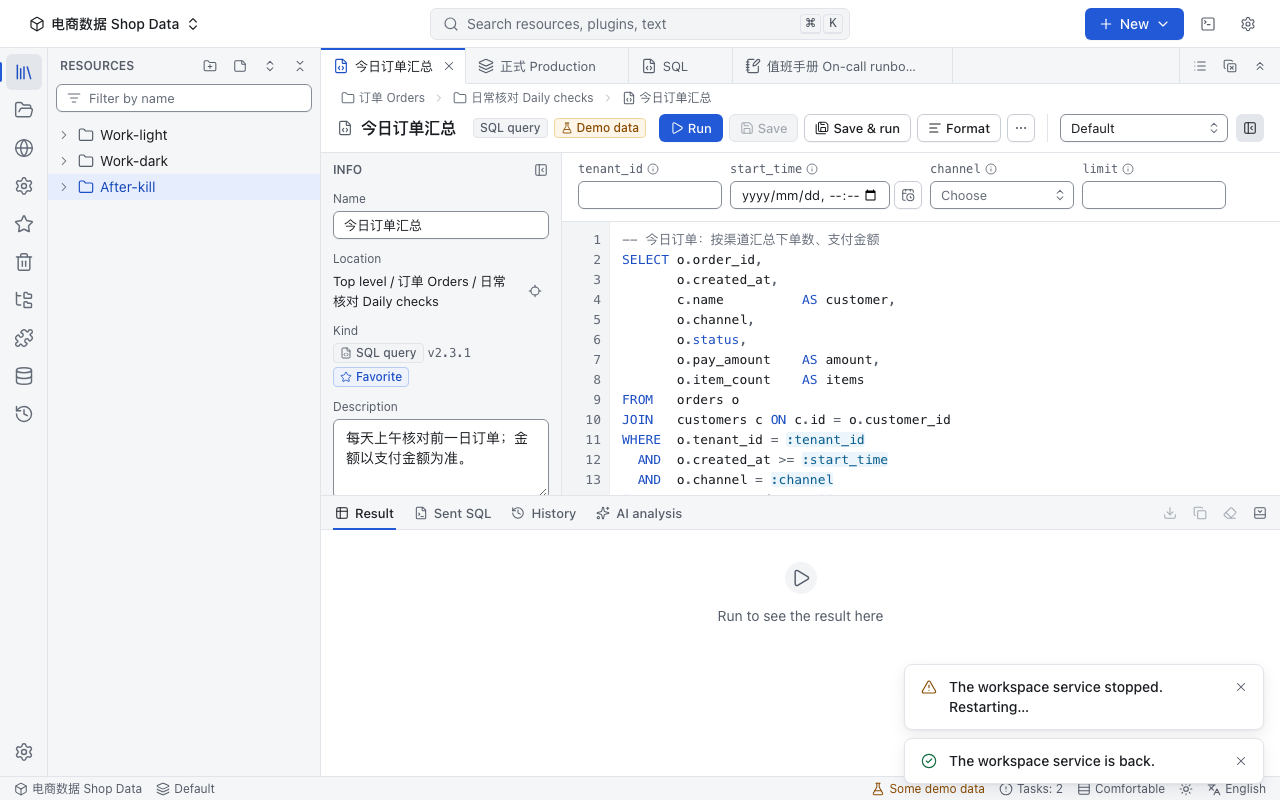 电商数据 Shop Data
Search resources, plugins, text
⌘ K
New
RESOURCES
Filter by name
Work-light
Work-dark
After-kill
今日订单汇总
正式 Production
SQL
值班手册 On-call runbo...
订单 Orders > 日常核对 Daily checks > 今日订单汇总
今日订单汇总
SQL query
Demo data
Run
Save
Save & run
Format
Default
INFO
Name
今日订单汇总
Location
Top level / 订单 Orders / 日常
核对 Daily checks
Kind
SQL query v2.3.1
Favorite
Description
每天上午核对前一日订单；金
额以支付金额为准。
tenant_id
start_time
channel
limit
yyyy/mm/dd, --:--
Choose
1 -- 今日订单：按渠道汇总下单数、支付金额
2 SELECT o.order_id,
3 o.created_at,
4 c.name AS customer,
5 o.channel,
6 o.status,
7 o.pay_amount AS amount,
8 o.item_count AS items
9 FROM orders o
10 JOIN customers c ON c.id = o.customer_id
11 WHERE o.tenant_id = :tenant_id
12 AND o.created_at >= :start_time
13 AND o.channel = :channel
Result
Sent SQL
History
AI analysis
Run to see the result here
The workspace service stopped.
Restarting...
The workspace service is back.
电商数据 Shop Data
Default
Some demo data
Tasks: 2
Comfortable
English